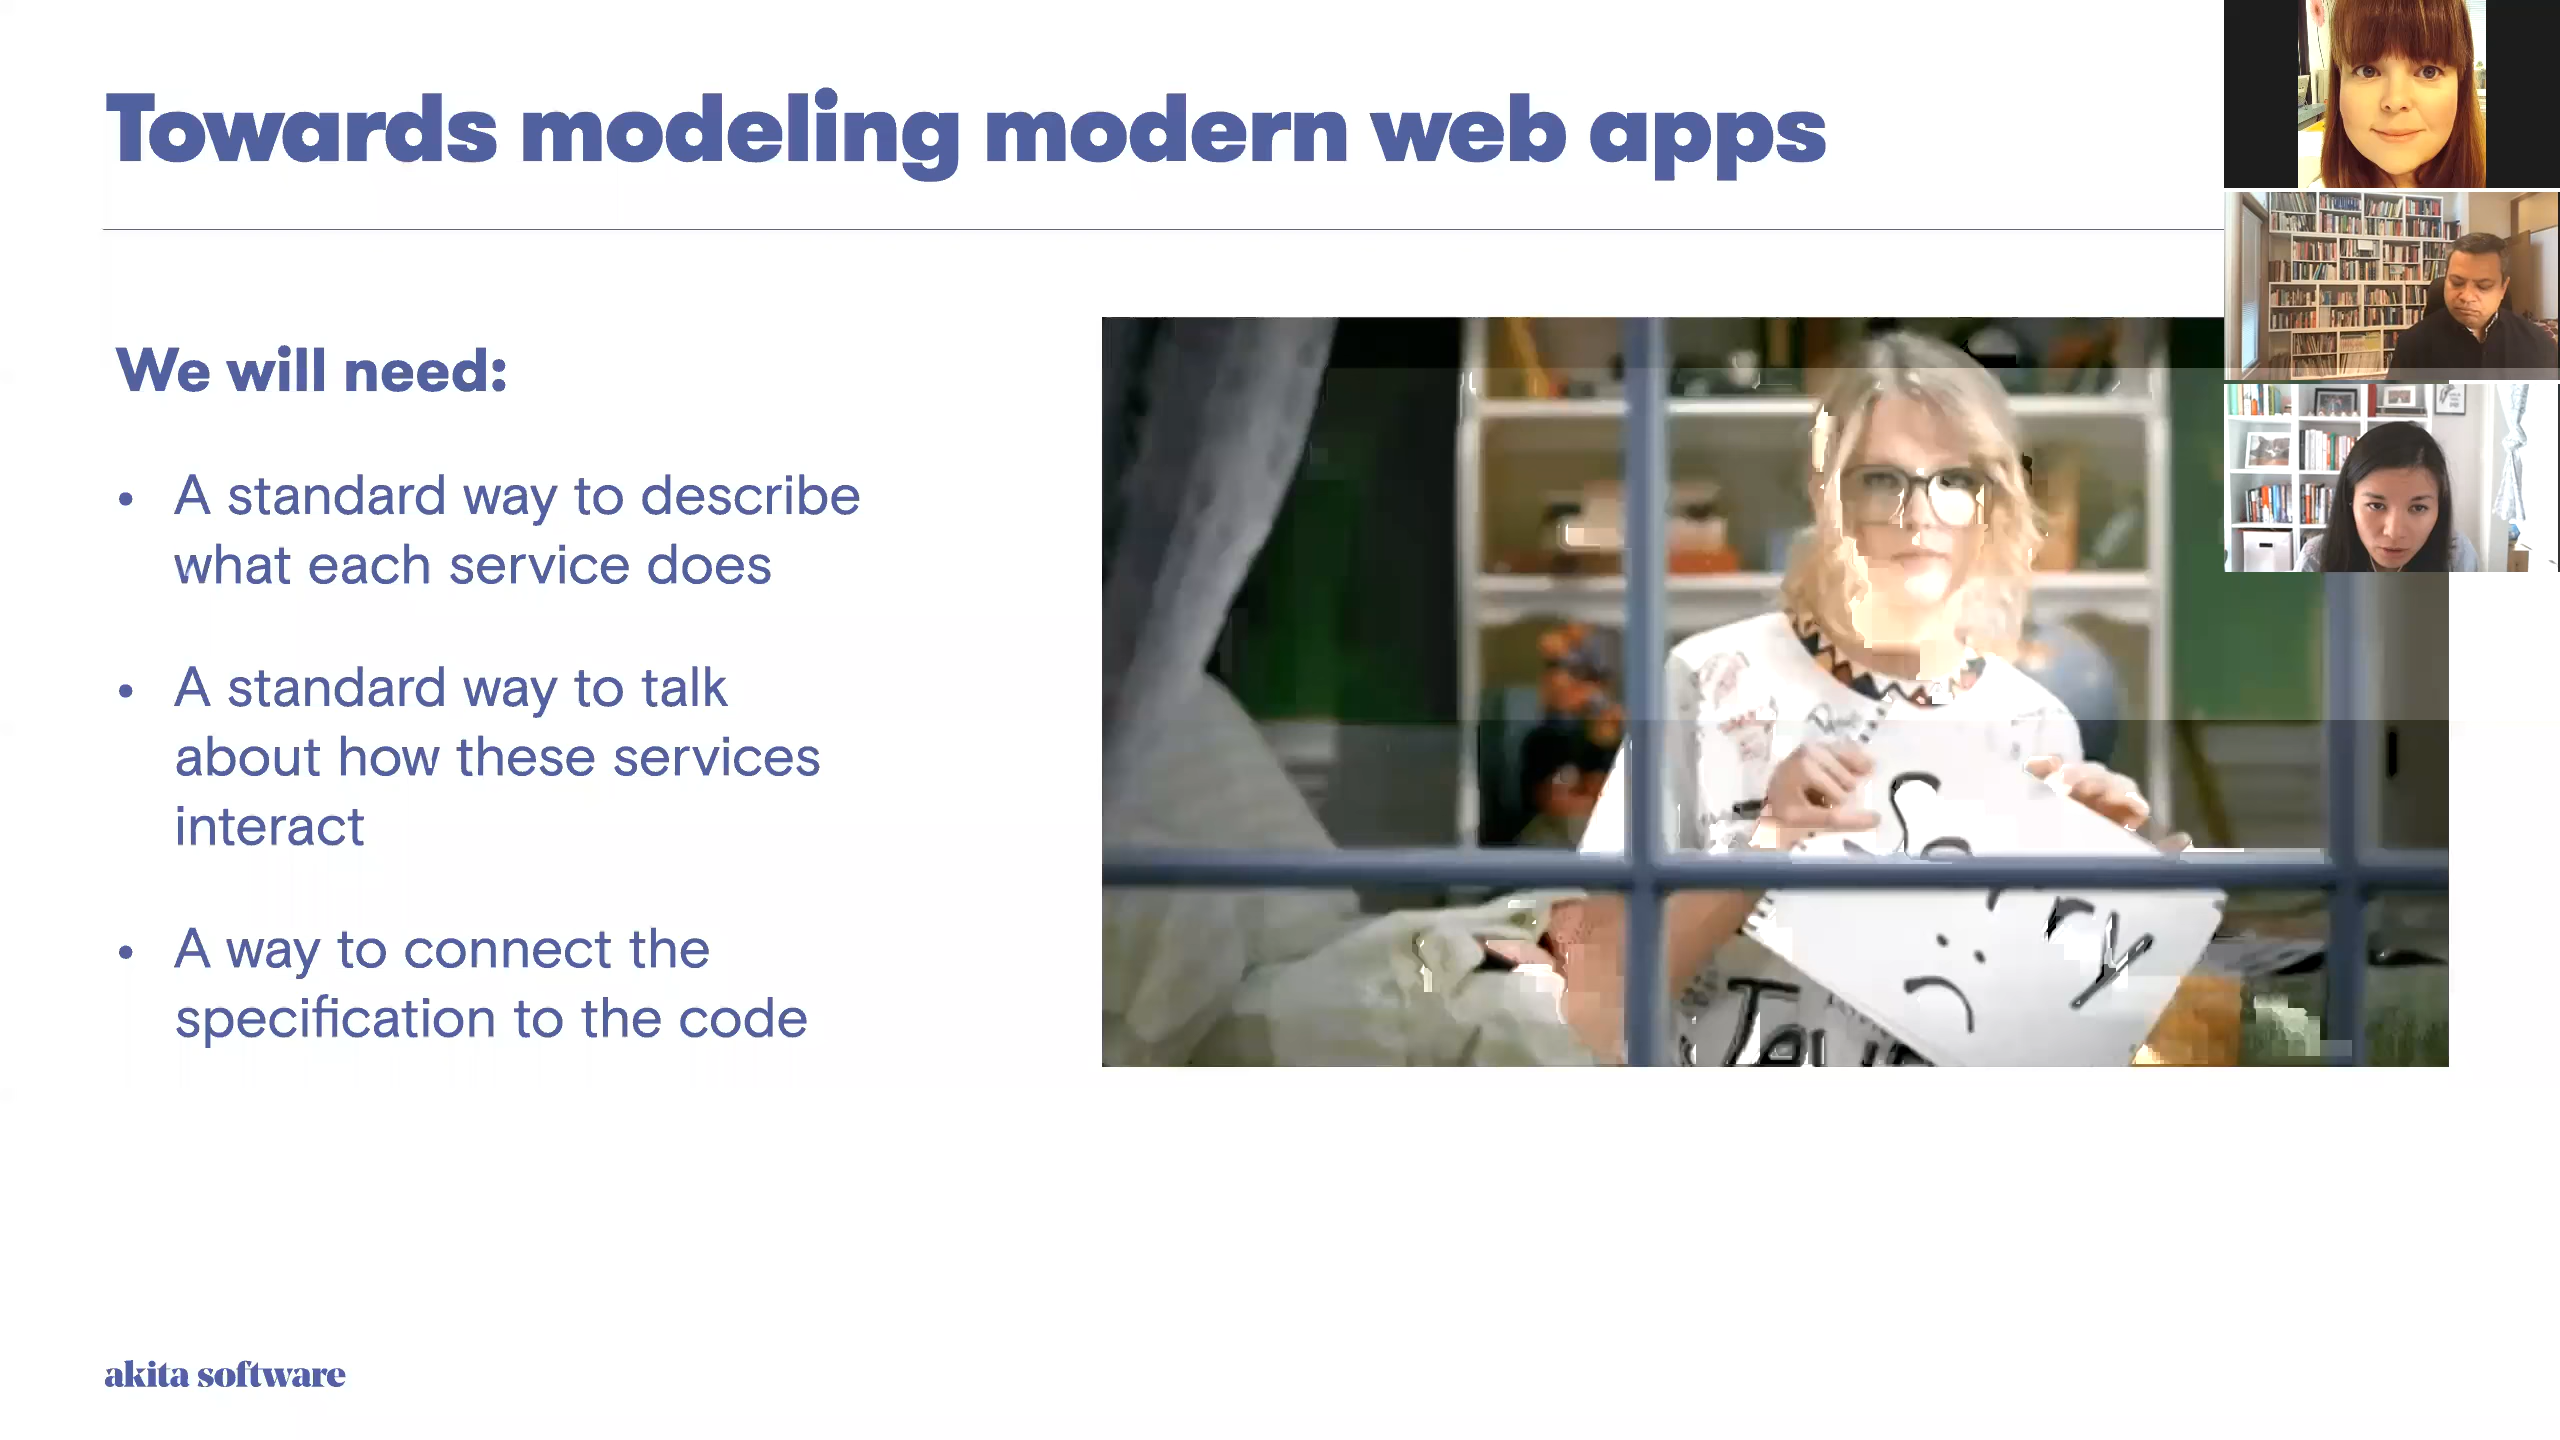 Towards modeling modern web apps
We will need:
• A standard way to describe
what each service does
• A standard way to talk
about how these services
interact
• A way to connect the
specification to the code
akita software